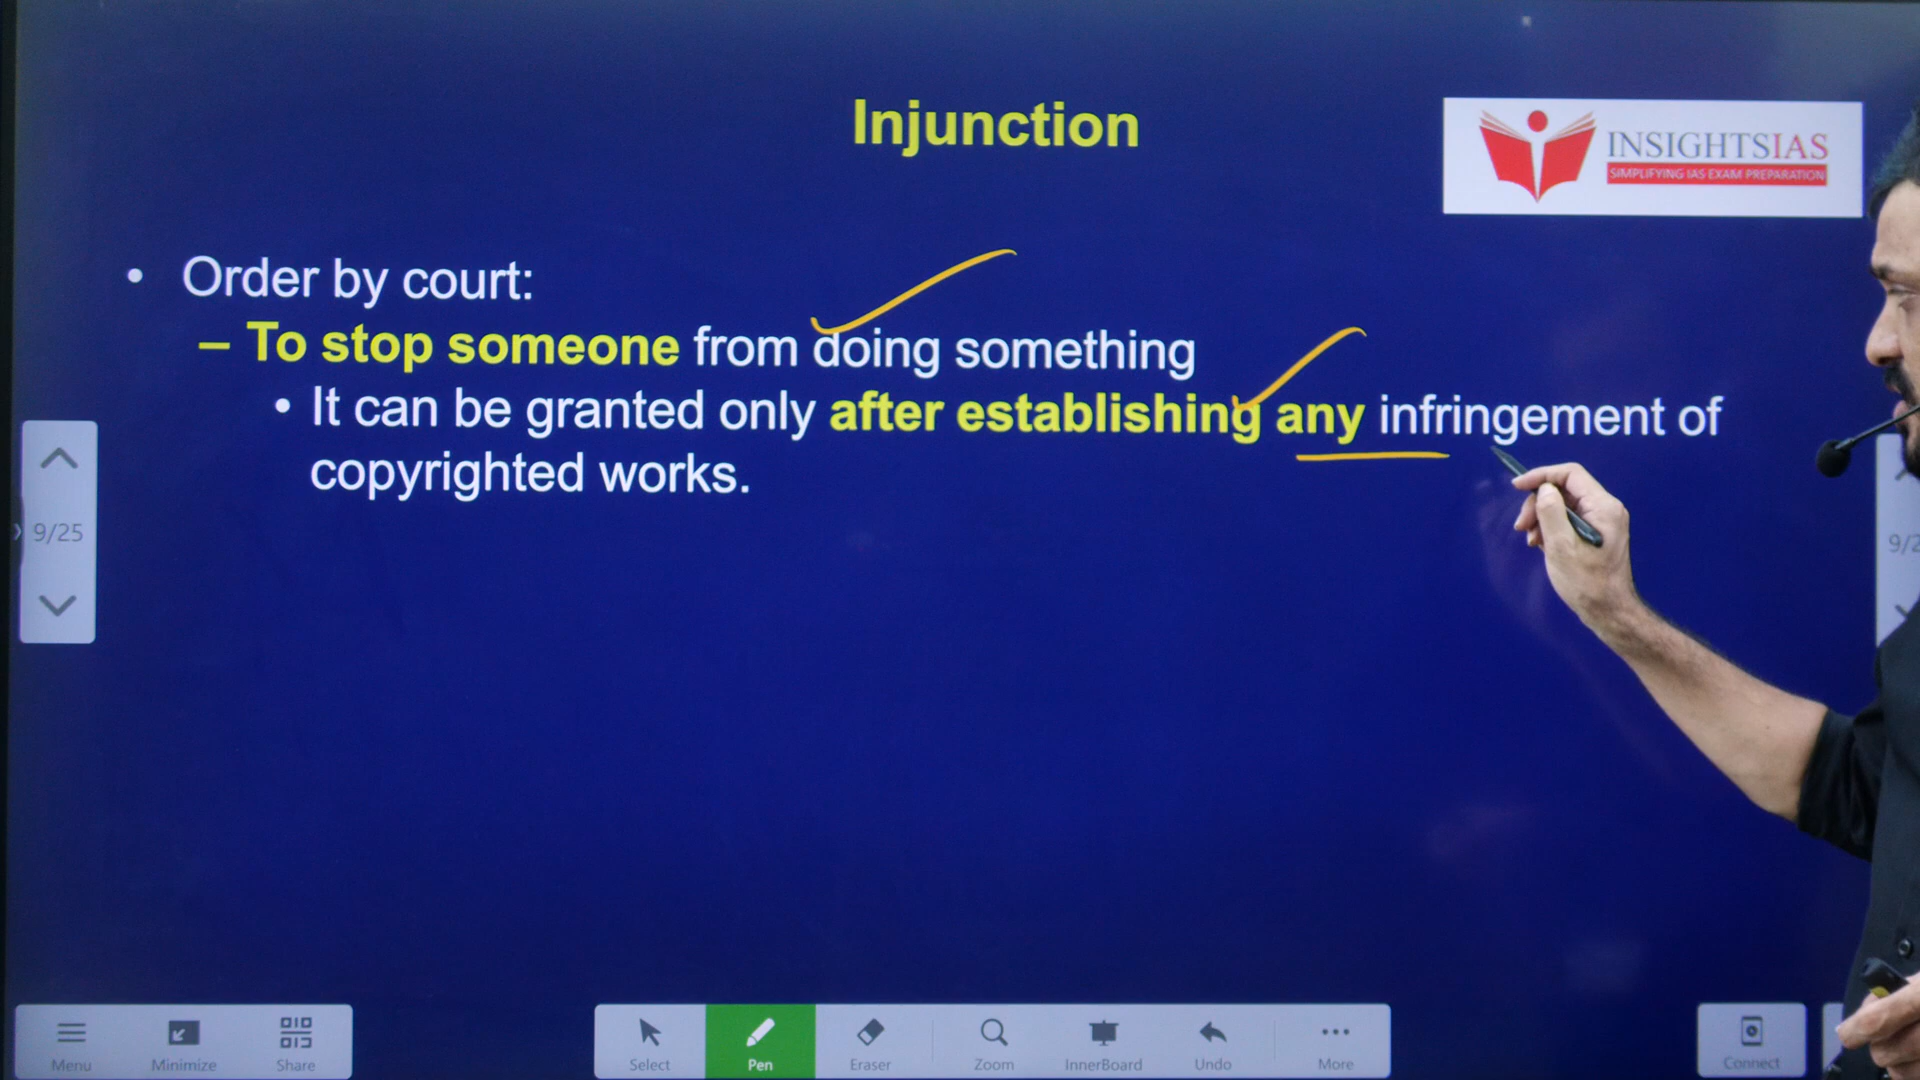 Injunction
INSIGHTSIAS
SIMPLIFYING IAS EXAM PREPARATION
• Order by court:
– To stop someone from doing something
• It can be granted only after establishing any infringement of
copyrighted works.
9/25
9/2
Menu
Minimize
Share
Select
Pen
Eraser
Zoom
InnerBoard
Undo
More
Connect